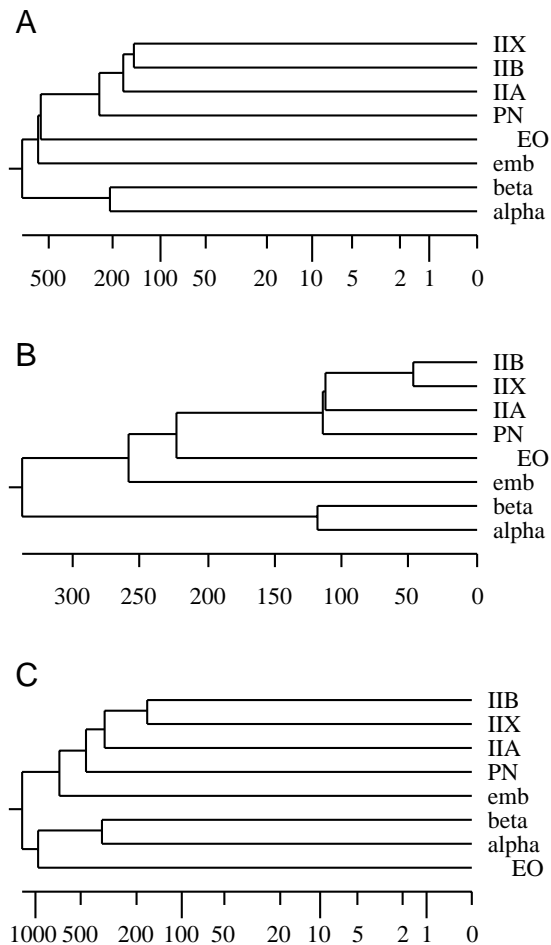 A
IIX
IIB
IIA
PN
EO
emb
beta
alpha
500 200 100 50 20 10 5 2 1 0
B
IIB
IIX
IIA
PN
EO
emb
beta
alpha
300 250 200 150 100 50 0
C
IIB
IIX
IIA
PN
emb
beta
alpha
EO
1000 500 200 100 50 20 10 5 2 1 0